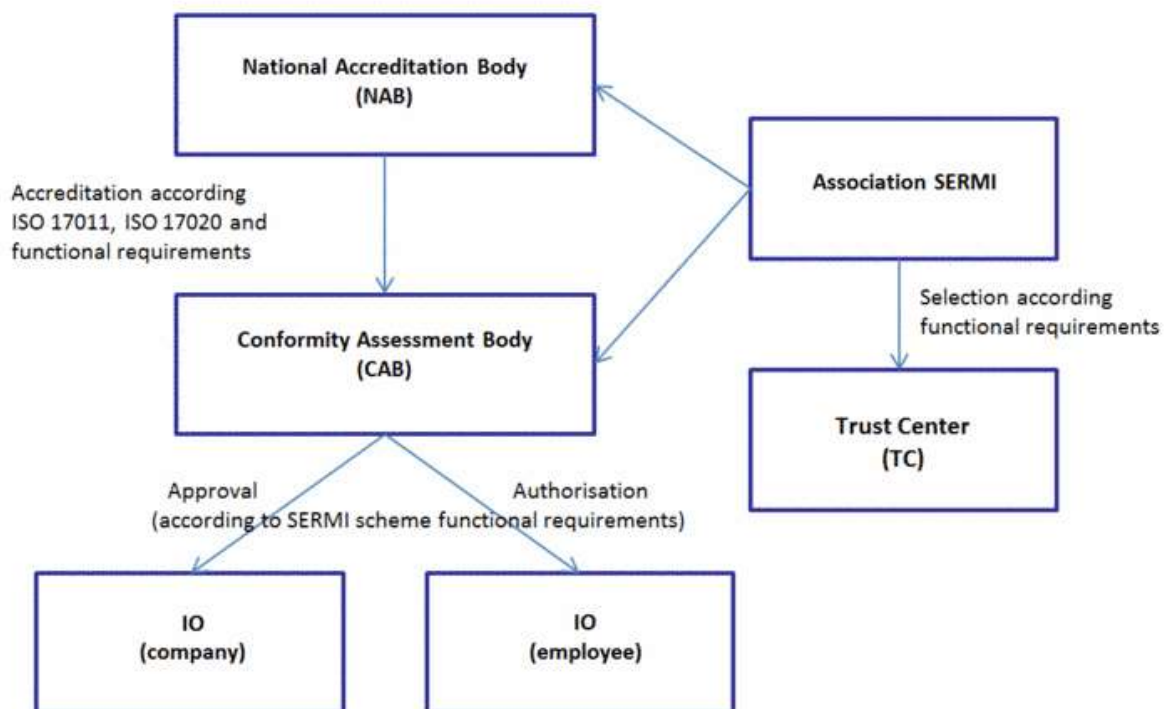 National Accreditation Body
(NAB)
Association SERMI
Accreditation according
ISO 17011, ISO 17020 and
functional requirements
Selection according
functional requirements
Conformity Assessment Body
(CAB)
Trust Center
(TC)
Approval
Authorisation
(according to SERMI scheme functional requirements)
IO
(company)
IO
(employee)